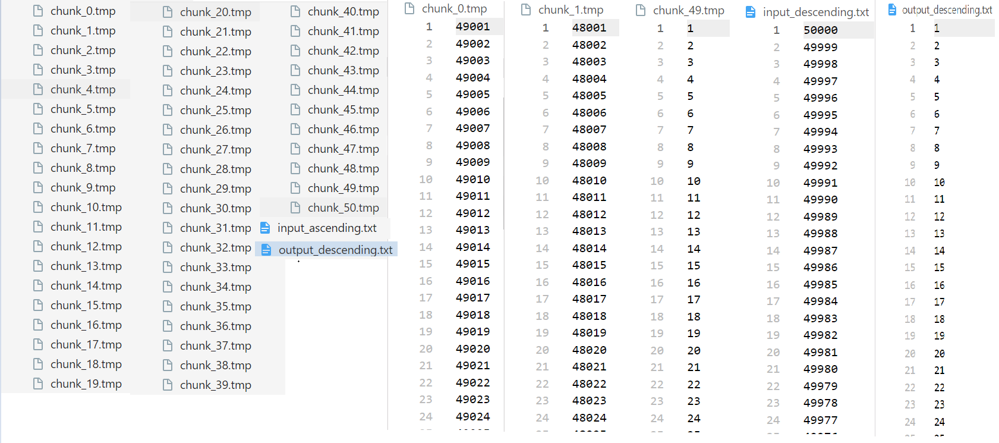 chunk_0.tmp
chunk_1.tmp
chunk_2.tmp
chunk_3.tmp
chunk_4.tmp
chunk_5.tmp
chunk_6.tmp
chunk_7.tmp
chunk_8.tmp
chunk_9.tmp
chunk_10.tmp
chunk_11.tmp
chunk_12.tmp
chunk_13.tmp
chunk_14.tmp
chunk_15.tmp
chunk_16.tmp
chunk_17.tmp
chunk_18.tmp
chunk_19.tmp
chunk_20.tmp
chunk_21.tmp
chunk_22.tmp
chunk_23.tmp
chunk_24.tmp
chunk_25.tmp
chunk_26.tmp
chunk_27.tmp
chunk_28.tmp
chunk_29.tmp
chunk_30.tmp
chunk_31.tmp
chunk_32.tmp
chunk_33.tmp
chunk_34.tmp
chunk_35.tmp
chunk_36.tmp
chunk_37.tmp
chunk_38.tmp
chunk_39.tmp
chunk_40.tmp
chunk_41.tmp
chunk_42.tmp
chunk_43.tmp
chunk_44.tmp
chunk_45.tmp
chunk_46.tmp
chunk_47.tmp
chunk_48.tmp
chunk_49.tmp
chunk_50.tmp
input_ascending.txt
output_descending.txt
chunk_0.tmp
1 49001
2 49002
3 49003
4 49004
5 49005
6 49006
7 49007
8 49008
9 49009
10 49010
11 49011
12 49012
13 49013
14 49014
15 49015
16 49016
17 49017
18 49018
19 49019
20 49020
21 49021
22 49022
23 49023
24 49024
chunk_1.tmp
1 48001
2 48002
3 48003
4 48004
5 48005
6 48006
7 48007
8 48008
9 48009
10 48010
11 48011
12 48012
13 48013
14 48014
15 48015
16 48016
17 48017
18 48018
19 48019
20 48020
21 48021
22 48022
23 48023
24 48024
chunk_49.tmp
1 1
2 2
3 3
4 4
5 5
6 6
7 7
8 8
9 9
10 10
11 11
12 12
13 13
14 14
15 15
16 16
17 17
18 18
19 19
20 20
21 21
22 22
23 23
24 24
input_descending.txt
1 50000
2 49999
3 49998
4 49997
5 49996
6 49995
7 49994
8 49993
9 49992
10 49991
11 49990
12 49989
13 49988
14 49987
15 49986
16 49985
17 49984
18 49983
19 49982
20 49981
21 49980
22 49979
23 49978
24 49977
output_descending.txt
1 1
2 2
3 3
4 4
5 5
6 6
7 7
8 8
9 9
10 10
11 11
12 12
13 13
14 14
15 15
16 16
17 17
18 18
19 19
20 20
21 21
22 22
23 23
24 24